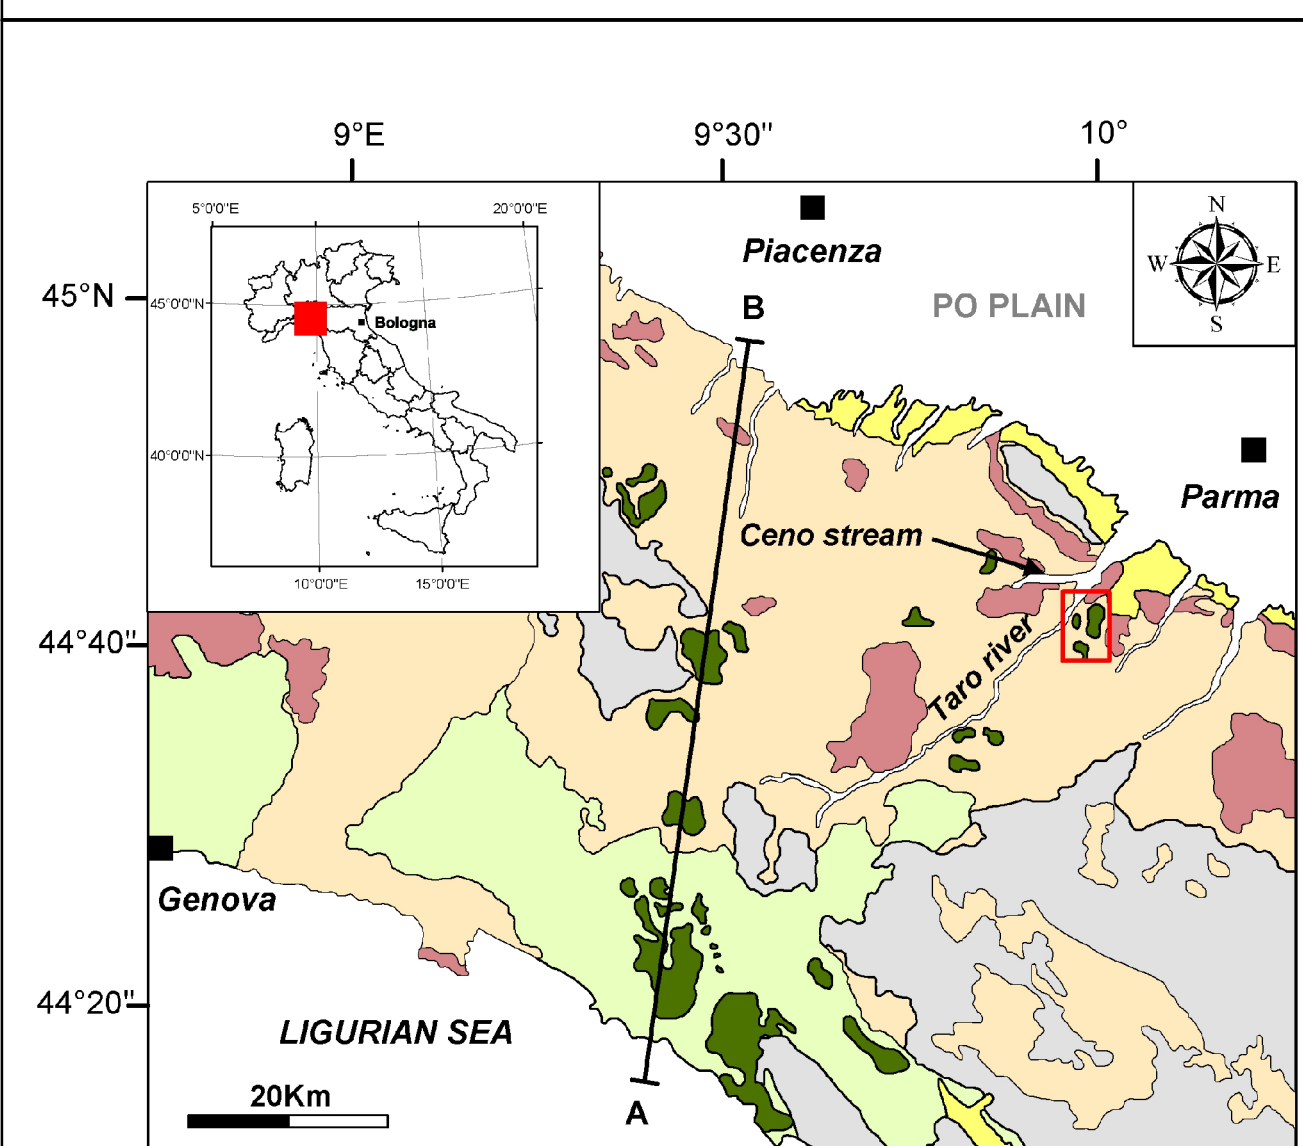 9°E
9°30"
10°
5°0'0"E
20°0'0"E
N
W
E
S
Piacenza
45°N
45°0'0"N
Bologna
B
PO PLAIN
40°0'0"N
Parma
Ceno stream
10°0'0"E
15°0'0"E
44°40"
Taro river
Genova
44°20"
LIGURIAN SEA
20Km
A